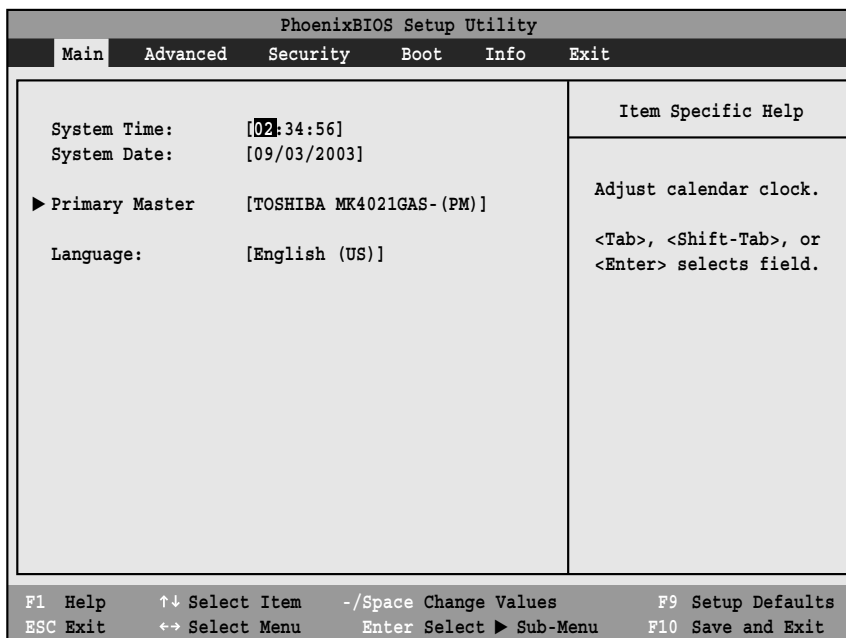 PhoenixBIOS Setup Utility
Main Advanced Security Boot Info Exit
System Time: [02:34:56]
System Date: [09/03/2003]
▶ Primary Master [TOSHIBA MK4021GAS-(PM)]
Language: [English (US)]
Item Specific Help
Adjust calendar clock.
<Tab>, <Shift-Tab>, or
<Enter> selects field.
F1 Help ↑↓ Select Item -/Space Change Values F9 Setup Defaults
ESC Exit ←→ Select Menu Enter Select ▶ Sub-Menu F10 Save and Exit